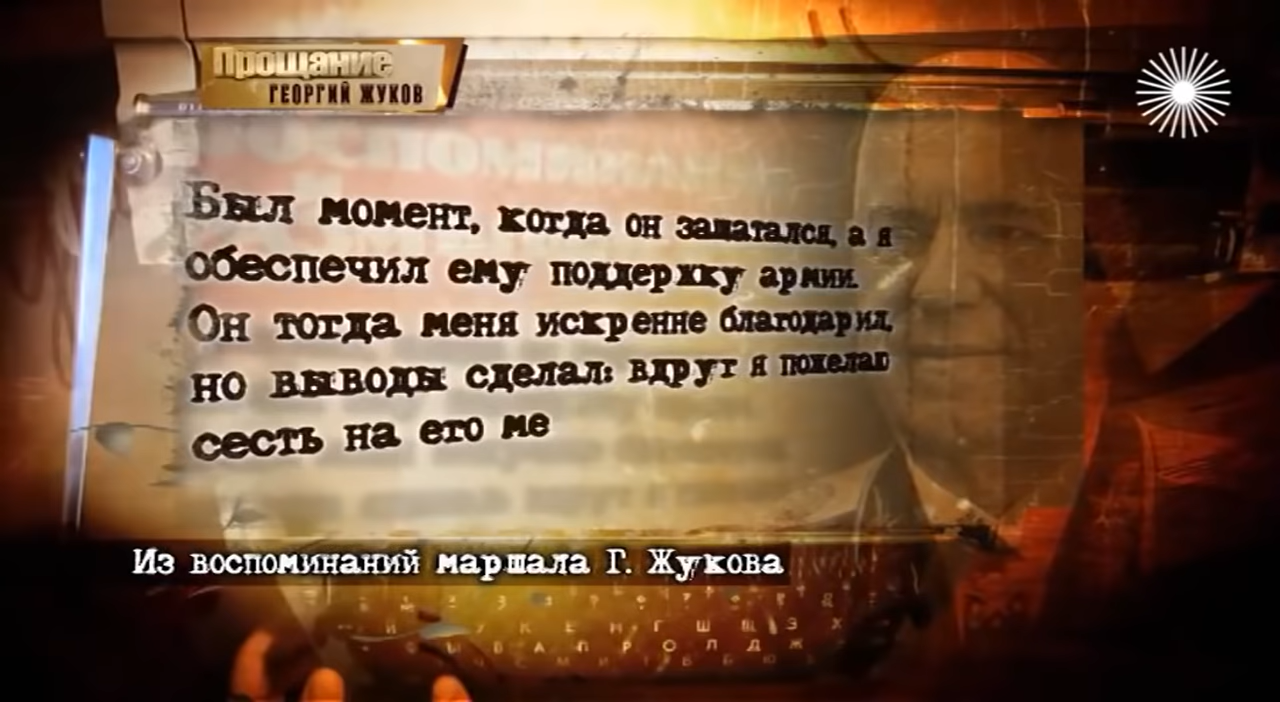 Прощание
ГЕОРГИЙ ЖУКОВ
Был момент, когда он зашатался, а я
обеспечил ему поддержку армии.
Он тогда меня искренне благодарил,
но выводы сделал: вдруг я пожелаю
сесть на его ме
Из воспоминаний маршала Г. Жукова
Й У К Е Н Г Ш Щ З Х
Ф Ы В А П Р О Л Д Ж
Ч С М И Т Ь Б Ю